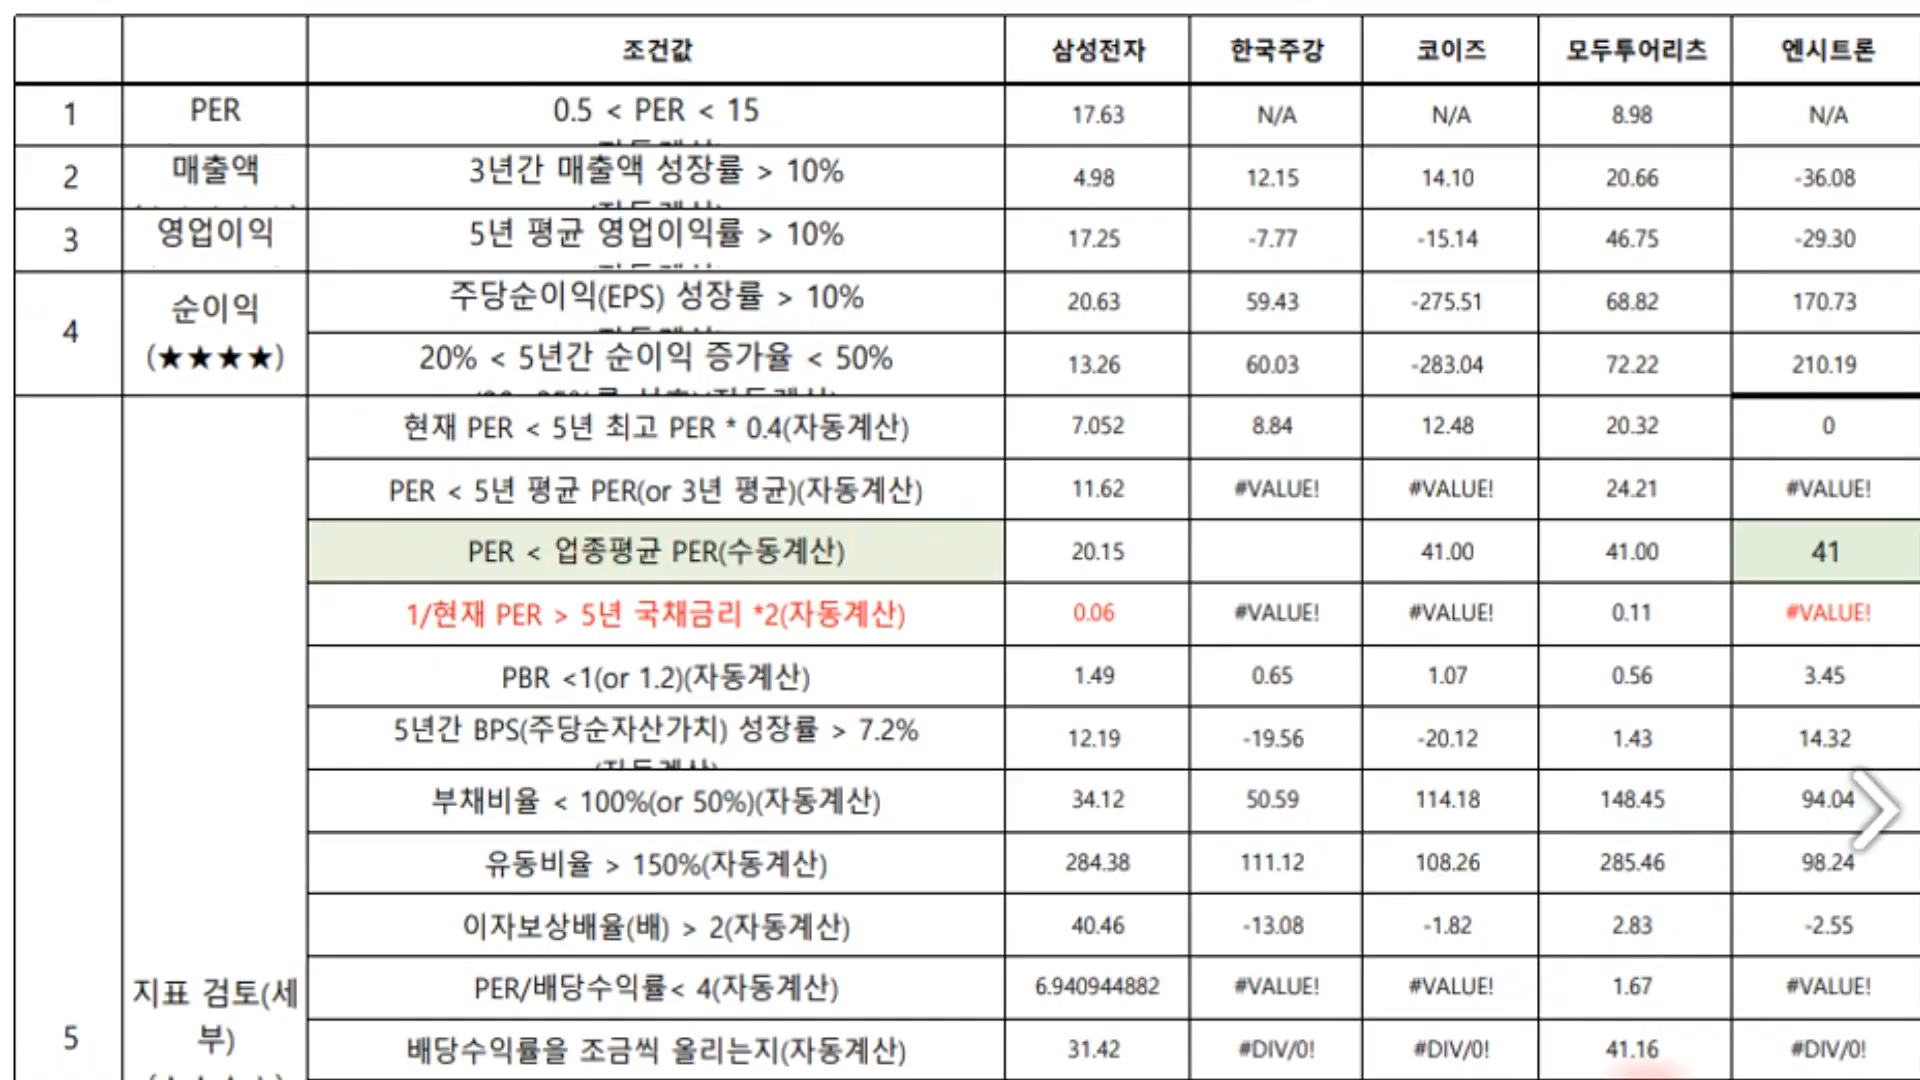 조건값 삼성전자 한국주강 코이즈 모두투어리츠 엔시트론
1 PER 0.5 < PER < 15 17.63 N/A N/A 8.98 N/A
2 매출액 3년간 매출액 성장률 > 10% 4.98 12.15 14.10 20.66 -36.08
3 영업이익 5년 평균 영업이익률 > 10% 17.25 -7.77 -15.14 46.75 -29.30
4 순이익 (★★★★) 주당순이익(EPS) 성장률 > 10% 20.63 59.43 -275.51 68.82 170.73
20% < 5년간 순이익 증가율 < 50% 13.26 60.03 -283.04 72.22 210.19
현재 PER < 5년 최고 PER * 0.4(자동계산) 7.052 8.84 12.48 20.32 0
PER < 5년 평균 PER(or 3년 평균)(자동계산) 11.62 #VALUE! #VALUE! 24.21 #VALUE!
PER < 업종평균 PER(수동계산) 20.15 41.00 41.00 41
1/현재 PER > 5년 국채금리 *2(자동계산) 0.06 #VALUE! #VALUE! 0.11 #VALUE!
PBR <1(or 1.2)(자동계산) 1.49 0.65 1.07 0.56 3.45
5년간 BPS(주당순자산가치) 성장률 > 7.2% 12.19 -19.56 -20.12 1.43 14.32
부채비율 < 100%(or 50%)(자동계산) 34.12 50.59 114.18 148.45 94.04
유동비율 > 150%(자동계산) 284.38 111.12 108.26 285.46 98.24
이자보상배율(배) > 2(자동계산) 40.46 -13.08 -1.82 2.83 -2.55
PER/배당수익률< 4(자동계산) 6.940944882 #VALUE! #VALUE! 1.67 #VALUE!
5 지표 검토(세부) 배당수익률을 조금씩 올리는지(자동계산) 31.42 #DIV/0! #DIV/0! 41.16 #DIV/0!